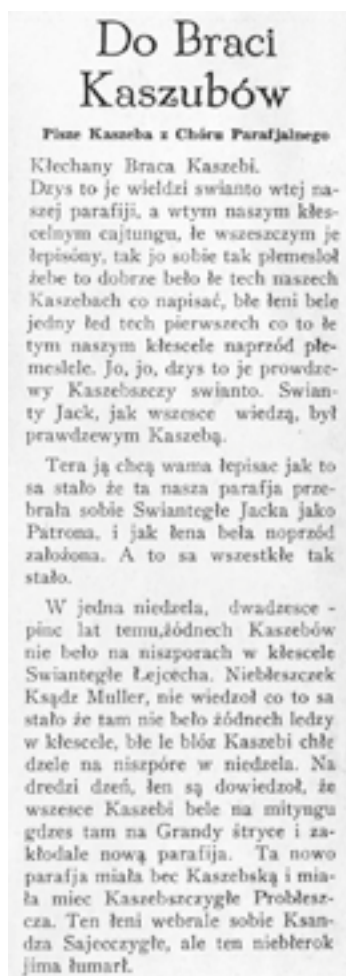 Do Braci
Kaszubów
Pisze Kaszeba z Chóru Parafjalnego
Kłechany Braca Kaszebi.
Dzys to je wieldzi swianto wtej na-
szej parafiji, a wtym naszym kłes-
celnym cajtungu, łe wszeszczym je
łepisóny, tak jo sobie tak płemesloł
żebe to dobrze beło łe tech naszech
Kaszebach co napisać, błe łeni bele
jedny łed tech pierwszech co to łe
tym naszym kłescele naprzód płe-
meslele. Jo, jo, dzys to je prowdze-
wy Kaszebszczy swianto. Swian-
ty Jack, jak wszesce wiedzą, był
prawdzewym Kaszebą.
Tera ją chcą wama łepisac jak to
sa stało że ta nasza parafja prze-
brała sobie Swiantegłe Jacka jako
Patrona, i jak łena beła noprzód
założona. A to sa wszestkłe tak
stało.
W jedna niedzela, dwadzesce -
pinc lat temu,żódnech Kaszebów
nie beło na niszporach w kłescele
Swiantegłe Łejcecha. Niebłeszczek
Ksądz Muller, nie wiedzoł co to sa
stało że tam nie beło żódnech ledzy
w kłescele, błe le blóz Kaszebi chłe
dzele na niszpóre w niedzela. Na
dredzi dzeń, łen są dowiedzoł, że
wszesce Kaszebi bele na mityngu
gdzes tam na Grandy stryce i za-
kłodale nową parafija. Ta nowo
parafja miała bec Kaszebską i mia-
ła miec Kaszebszczygłe Probłesz-
cza. Ten łeni webrale sobie Ksan-
dza Sajecczygłe, ale ten niebłerok
jima łumarł.